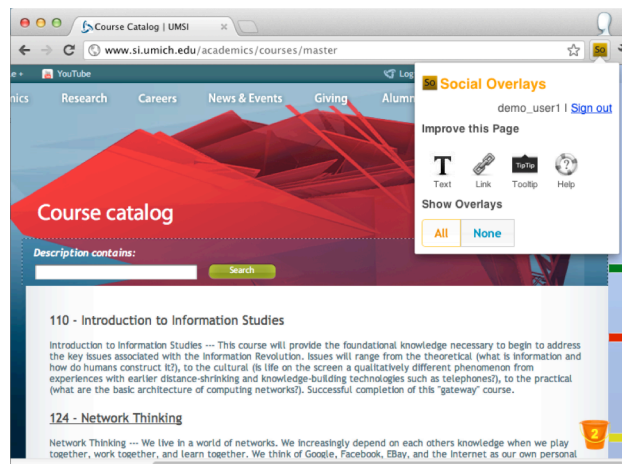 Course Catalog | UMSI
www.si.umich.edu/academics/courses/master
So
YouTube
Log
Research
Careers
News & Events
Giving
Alumn
So Social Overlays
demo_user1 | Sign out
Improve this Page
T
TipTip
Text
Link
Tooltip
Help
Show Overlays
All
None
Course catalog
Description contains:
Search
110 - Introduction to Information Studies
Introduction to Information Studies --- This course will provide the foundational knowledge necessary to begin to address
the key issues associated with the Information Revolution. Issues will range from the theoretical (what is information and
how do humans construct it?), to the cultural (is life on the screen a qualitatively different phenomenon from
experiences with earlier distance-shrinking and knowledge-building technologies such as telephones?), to the practical
(what are the basic architecture of computing networks?). Successful completion of this "gateway" course.
124 - Network Thinking
Network Thinking --- We live in a world of networks. We increasingly depend on each others knowledge when we play
together, work together, and learn together. We think of Google, Facebook, EBay, and the Internet as our own personal
2